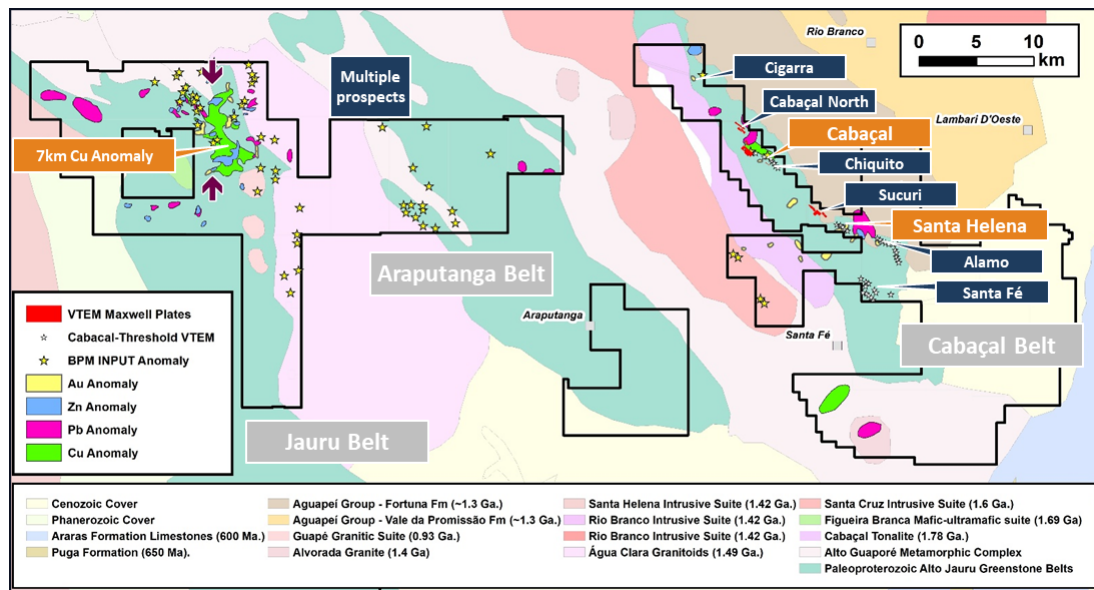 Rio Branco
0 5 10
km
Multiple
prospects
Cigarra
Cabaçal North
Cabaçal
Lambari D'Oeste
7km Cu Anomaly
Chiquito
Sucuri
Santa Helena
Alamo
Araputanga Belt
Santa Fé
Araputanga
Santa Fé
Cabaçal Belt
Jauru Belt
VTEM Maxwell Plates
Cabacal-Threshold VTEM
BPM INPUT Anomaly
Au Anomaly
Zn Anomaly
Pb Anomaly
Cu Anomaly
Cenozoic Cover
Phanerozoic Cover
Araras Formation Limestones (600 Ma.)
Puga Formation (650 Ma).
Aguapeí Group - Fortuna Fm (~1.3 Ga.)
Aguapeí Group - Vale da Promissão Fm (~1.3 Ga.)
Guapé Granitic Suite (0.93 Ga.)
Alvorada Granite (1.4 Ga)
Santa Helena Intrusive Suite (1.42 Ga.)
Rio Branco Intrusive Suite (1.42 Ga.)
Rio Branco Intrusive Suite (1.42 Ga.)
Água Clara Granitoids (1.49 Ga.)
Santa Cruz Intrusive Suite (1.6 Ga.)
Figueira Branca Mafic-ultramafic suite (1.69 Ga)
Cabaçal Tonalite (1.78 Ga.)
Alto Guaporé Metamorphic Complex
Paleoproterozoic Alto Jauru Greenstone Belts